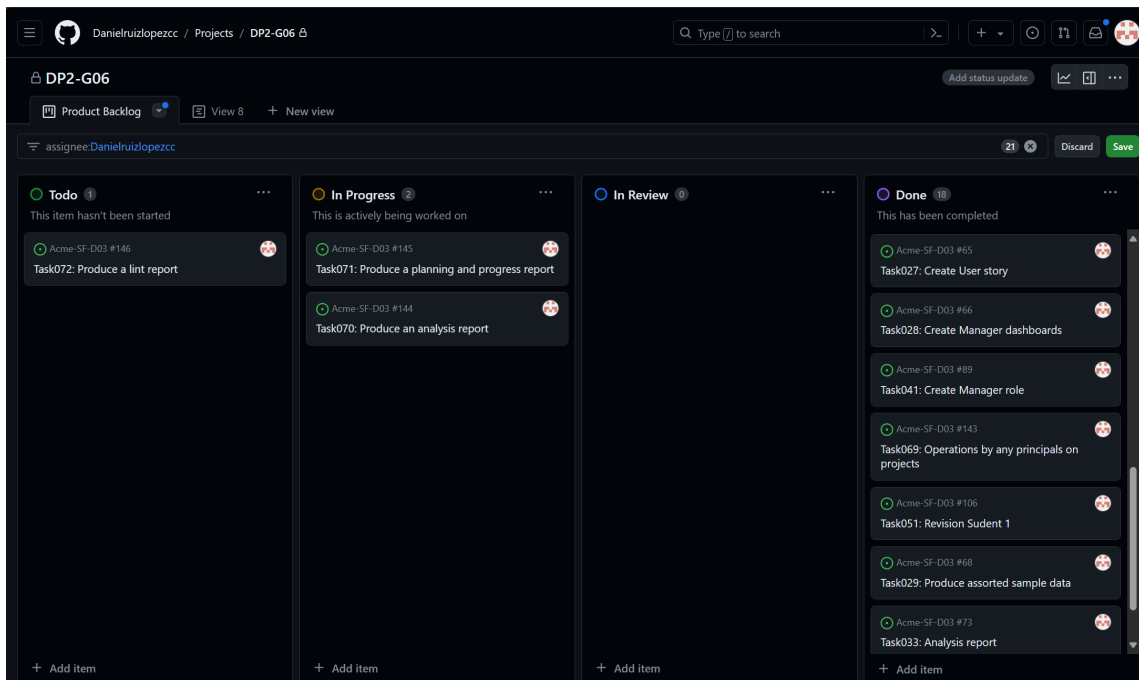 Danielruizlopezcc / Projects / DP2-G06
Type / to search
DP2-G06
Add status update
Product Backlog
View 8
+ New view
assignee:Danielruizlopezcc
21
Discard
Save
Todo 1
This item hasn't been started
Acme-SF-D03 #146
Task072: Produce a lint report
+ Add item
In Progress 2
This is actively being worked on
Acme-SF-D03 #145
Task071: Produce a planning and progress report
Acme-SF-D03 #144
Task070: Produce an analysis report
+ Add item
In Review 0
+ Add item
Done 18
This has been completed
Acme-SF-D03 #65
Task027: Create User story
Acme-SF-D03 #66
Task028: Create Manager dashboards
Acme-SF-D03 #89
Task041: Create Manager role
Acme-SF-D03 #143
Task069: Operations by any principals on
projects
Acme-SF-D03 #106
Task051: Revision Sudent 1
Acme-SF-D03 #68
Task029: Produce assorted sample data
Acme-SF-D03 #73
Task033: Analysis report
+ Add item